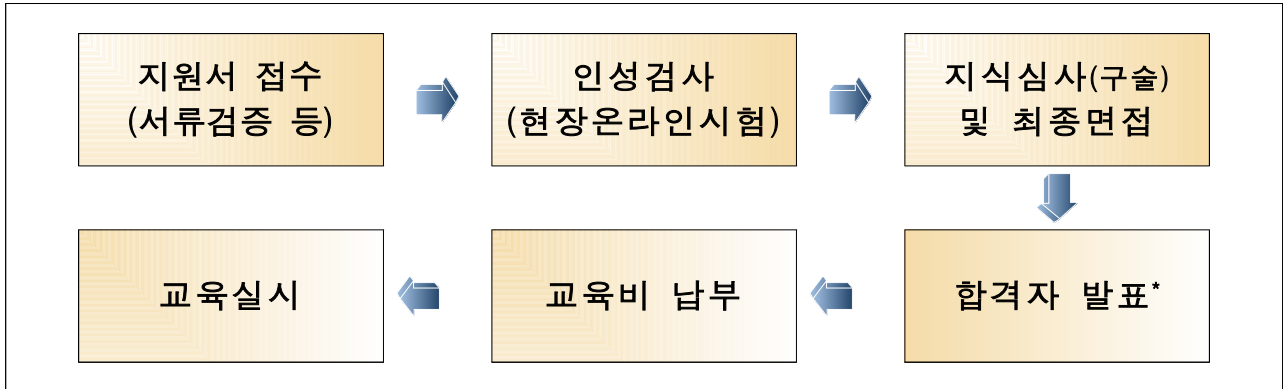 지원서 접수
(서류검증 등)
인성검사
(현장온라인시험)
지식심사(구술)
및 최종면접
합격자 발표*
교육비 납부
교육실시